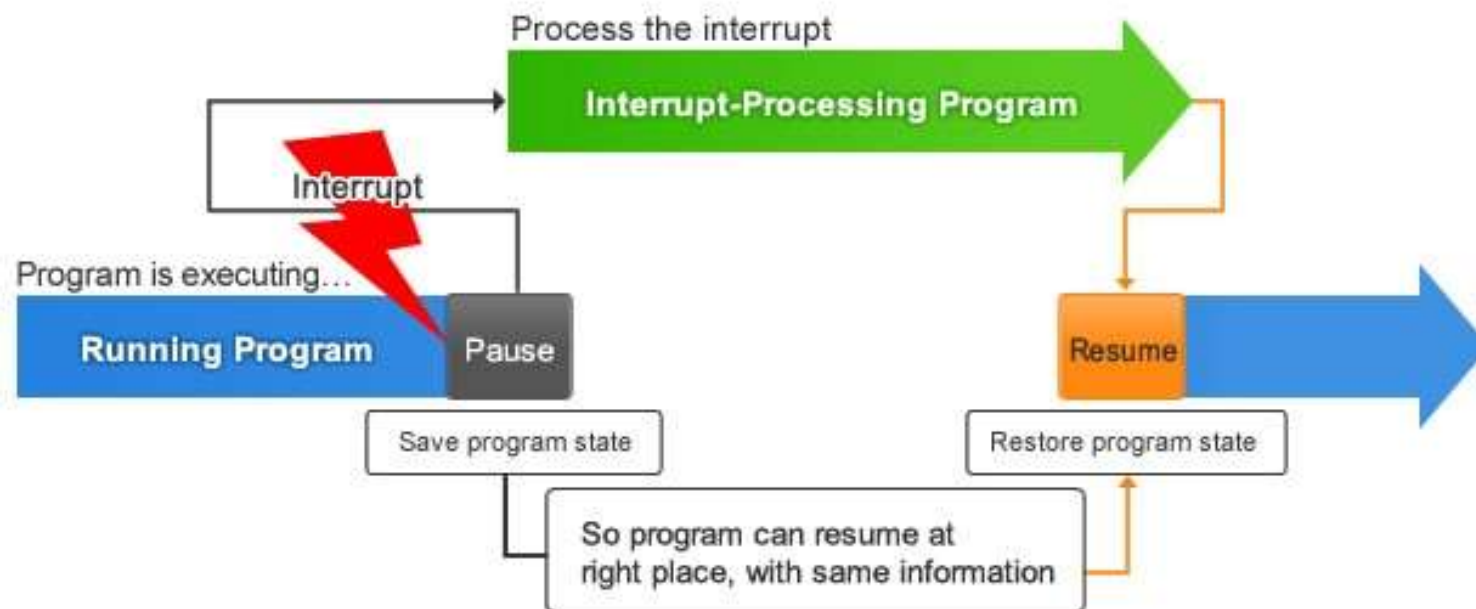 Process the interrupt
Interrupt-Processing Program
Interrupt
Program is executing...
Running Program
Pause
Resume
Save program state
Restore program state
So program can resume at
right place, with same information